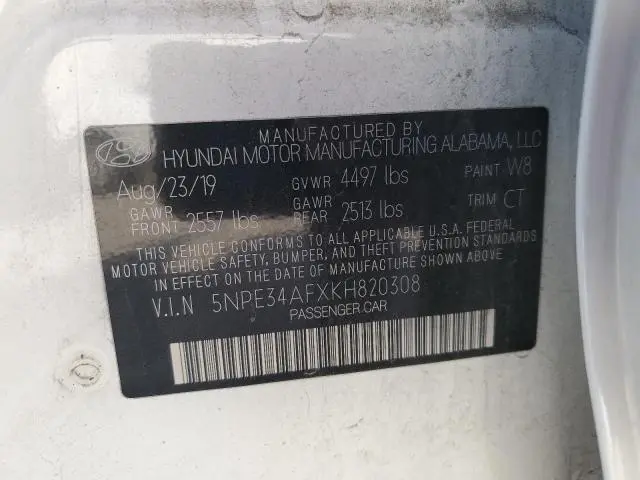 MANUFACTURED BY
HYUNDAI MOTOR MANUFACTURING ALABAMA, LLC
Aug/23/19 GVWR 4497 lbs PAINT W8
GAWR FRONT 2557 lbs GAWR REAR 2513 lbs TRIM CT
THIS VEHICLE CONFORMS TO ALL APPLICABLE U.S.A. FEDERAL
MOTOR VEHICLE SAFETY, BUMPER, AND THEFT PREVENTION STANDARDS
IN EFFECT ON THE DATE OF MANUFACTURE SHOWN ABOVE.
V.I.N 5NPE34AFXKH820308
PASSENGER CAR